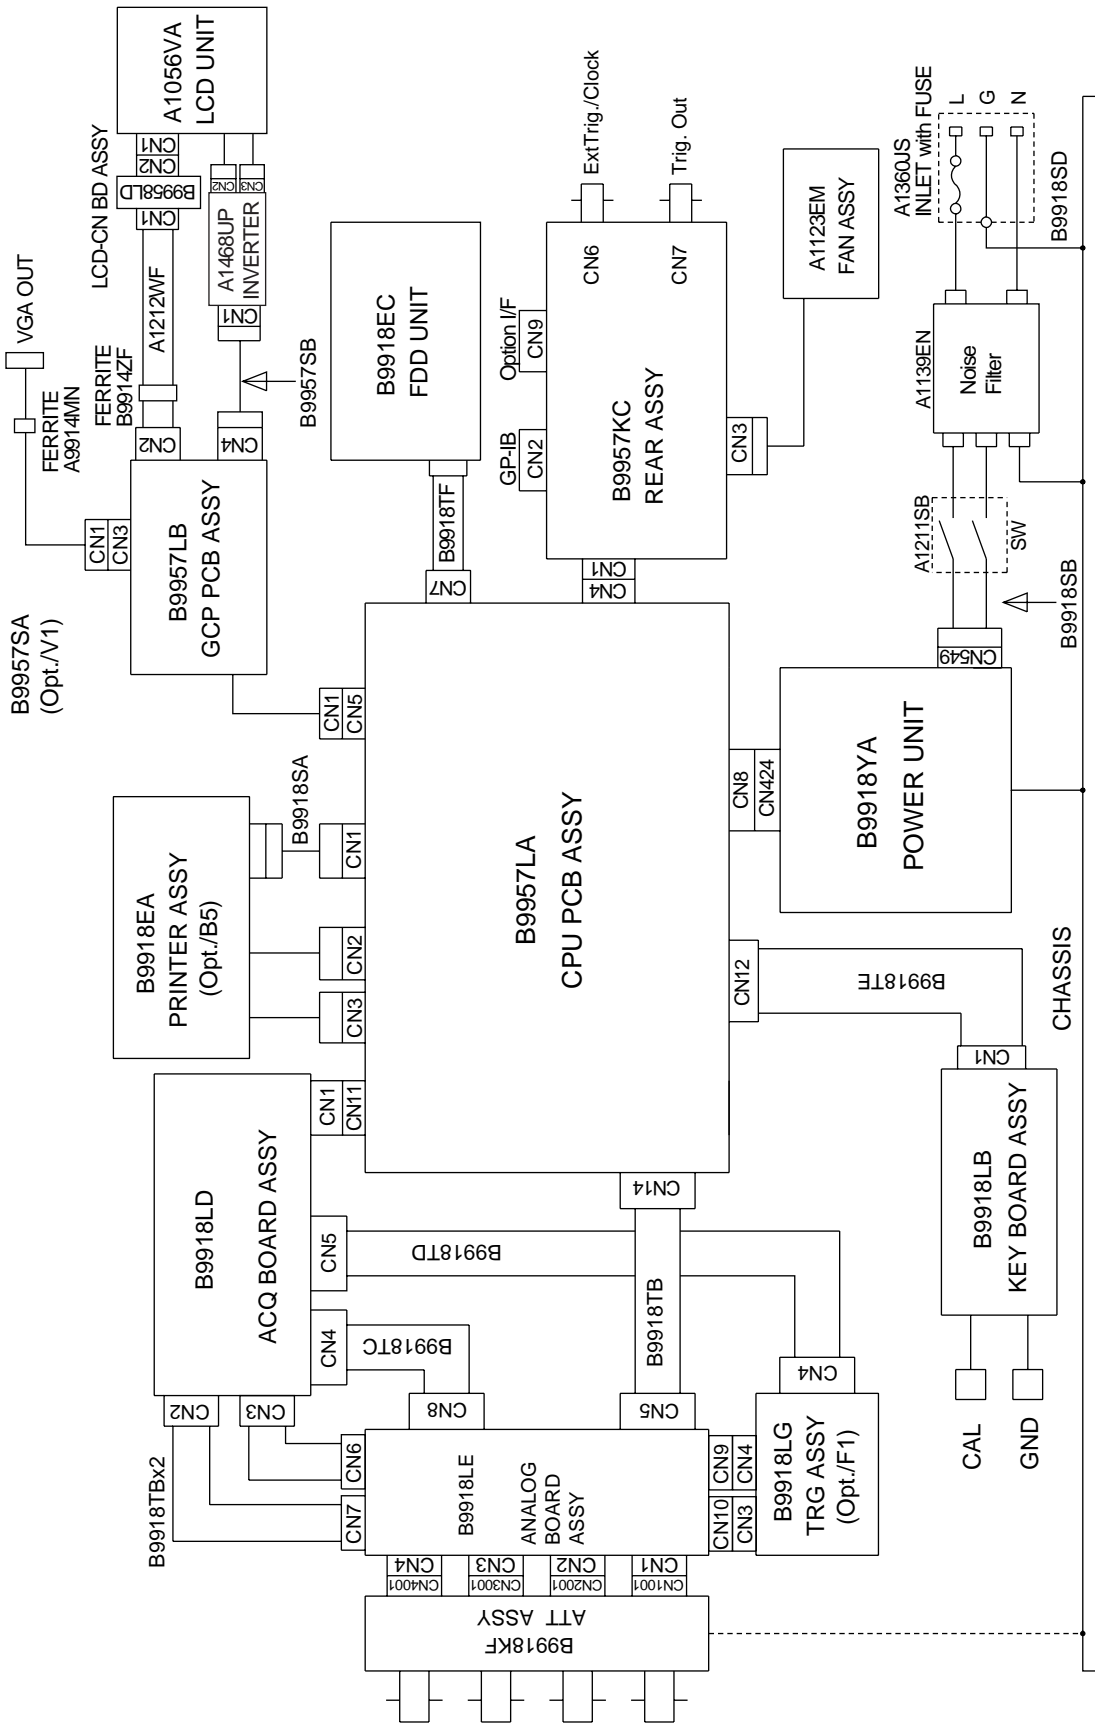 B9957SA
(Opt./V1)
VGA OUT
FERRITE
A9914MN
CN1
CN3
B9957LB
GCP PCB ASSY
CN2
CN4
FERRITE
B9914ZF
A1212WF
LCD-CN BD ASSY
CN1
B9958LD
CN2
CN1
A1056VA
LCD UNIT
CN1
A1468UP
INVERTER
CN2
CN3
B9957SB
B9918EA
PRINTER ASSY
(Opt./B5)
B9918SA
CN3
CN2
CN1
CN1
CN5
B9918LD
ACQ BOARD ASSY
CN1
CN11
CN2
CN3
CN4
CN5
B9918TBx2
B9918TC
B9918TD
B9957LA
CPU PCB ASSY
CN7
B9918TF
B9918EC
FDD UNIT
CN4
CN1
B9957KC
REAR ASSY
GP-IB
CN2
Option I/F
CN9
CN6
ExtTrig./Clock
CN7
Trig. Out
CN3
A1123EM
FAN ASSY
CN14
B9918TB
CN12
CN8
CN424
CN7
CN6
CN8
CN5
B9918LE
ANALOG
BOARD
ASSY
CN4001
CN4
CN3001
CN3
CN2001
CN2
CN1001
CN1
B9918KF
ATT ASSY
CN10
CN3
CN9
CN4
B9918LG
TRG ASSY
(Opt./F1)
CN4
B9918TE
CN1
B9918LB
KEY BOARD ASSY
CAL
GND
B9918YA
POWER UNIT
CN549
B9918SB
A1211SB
SW
A1139EN
Noise
Filter
A1360JS
INLET with FUSE
L
G
N
B9918SD
CHASSIS